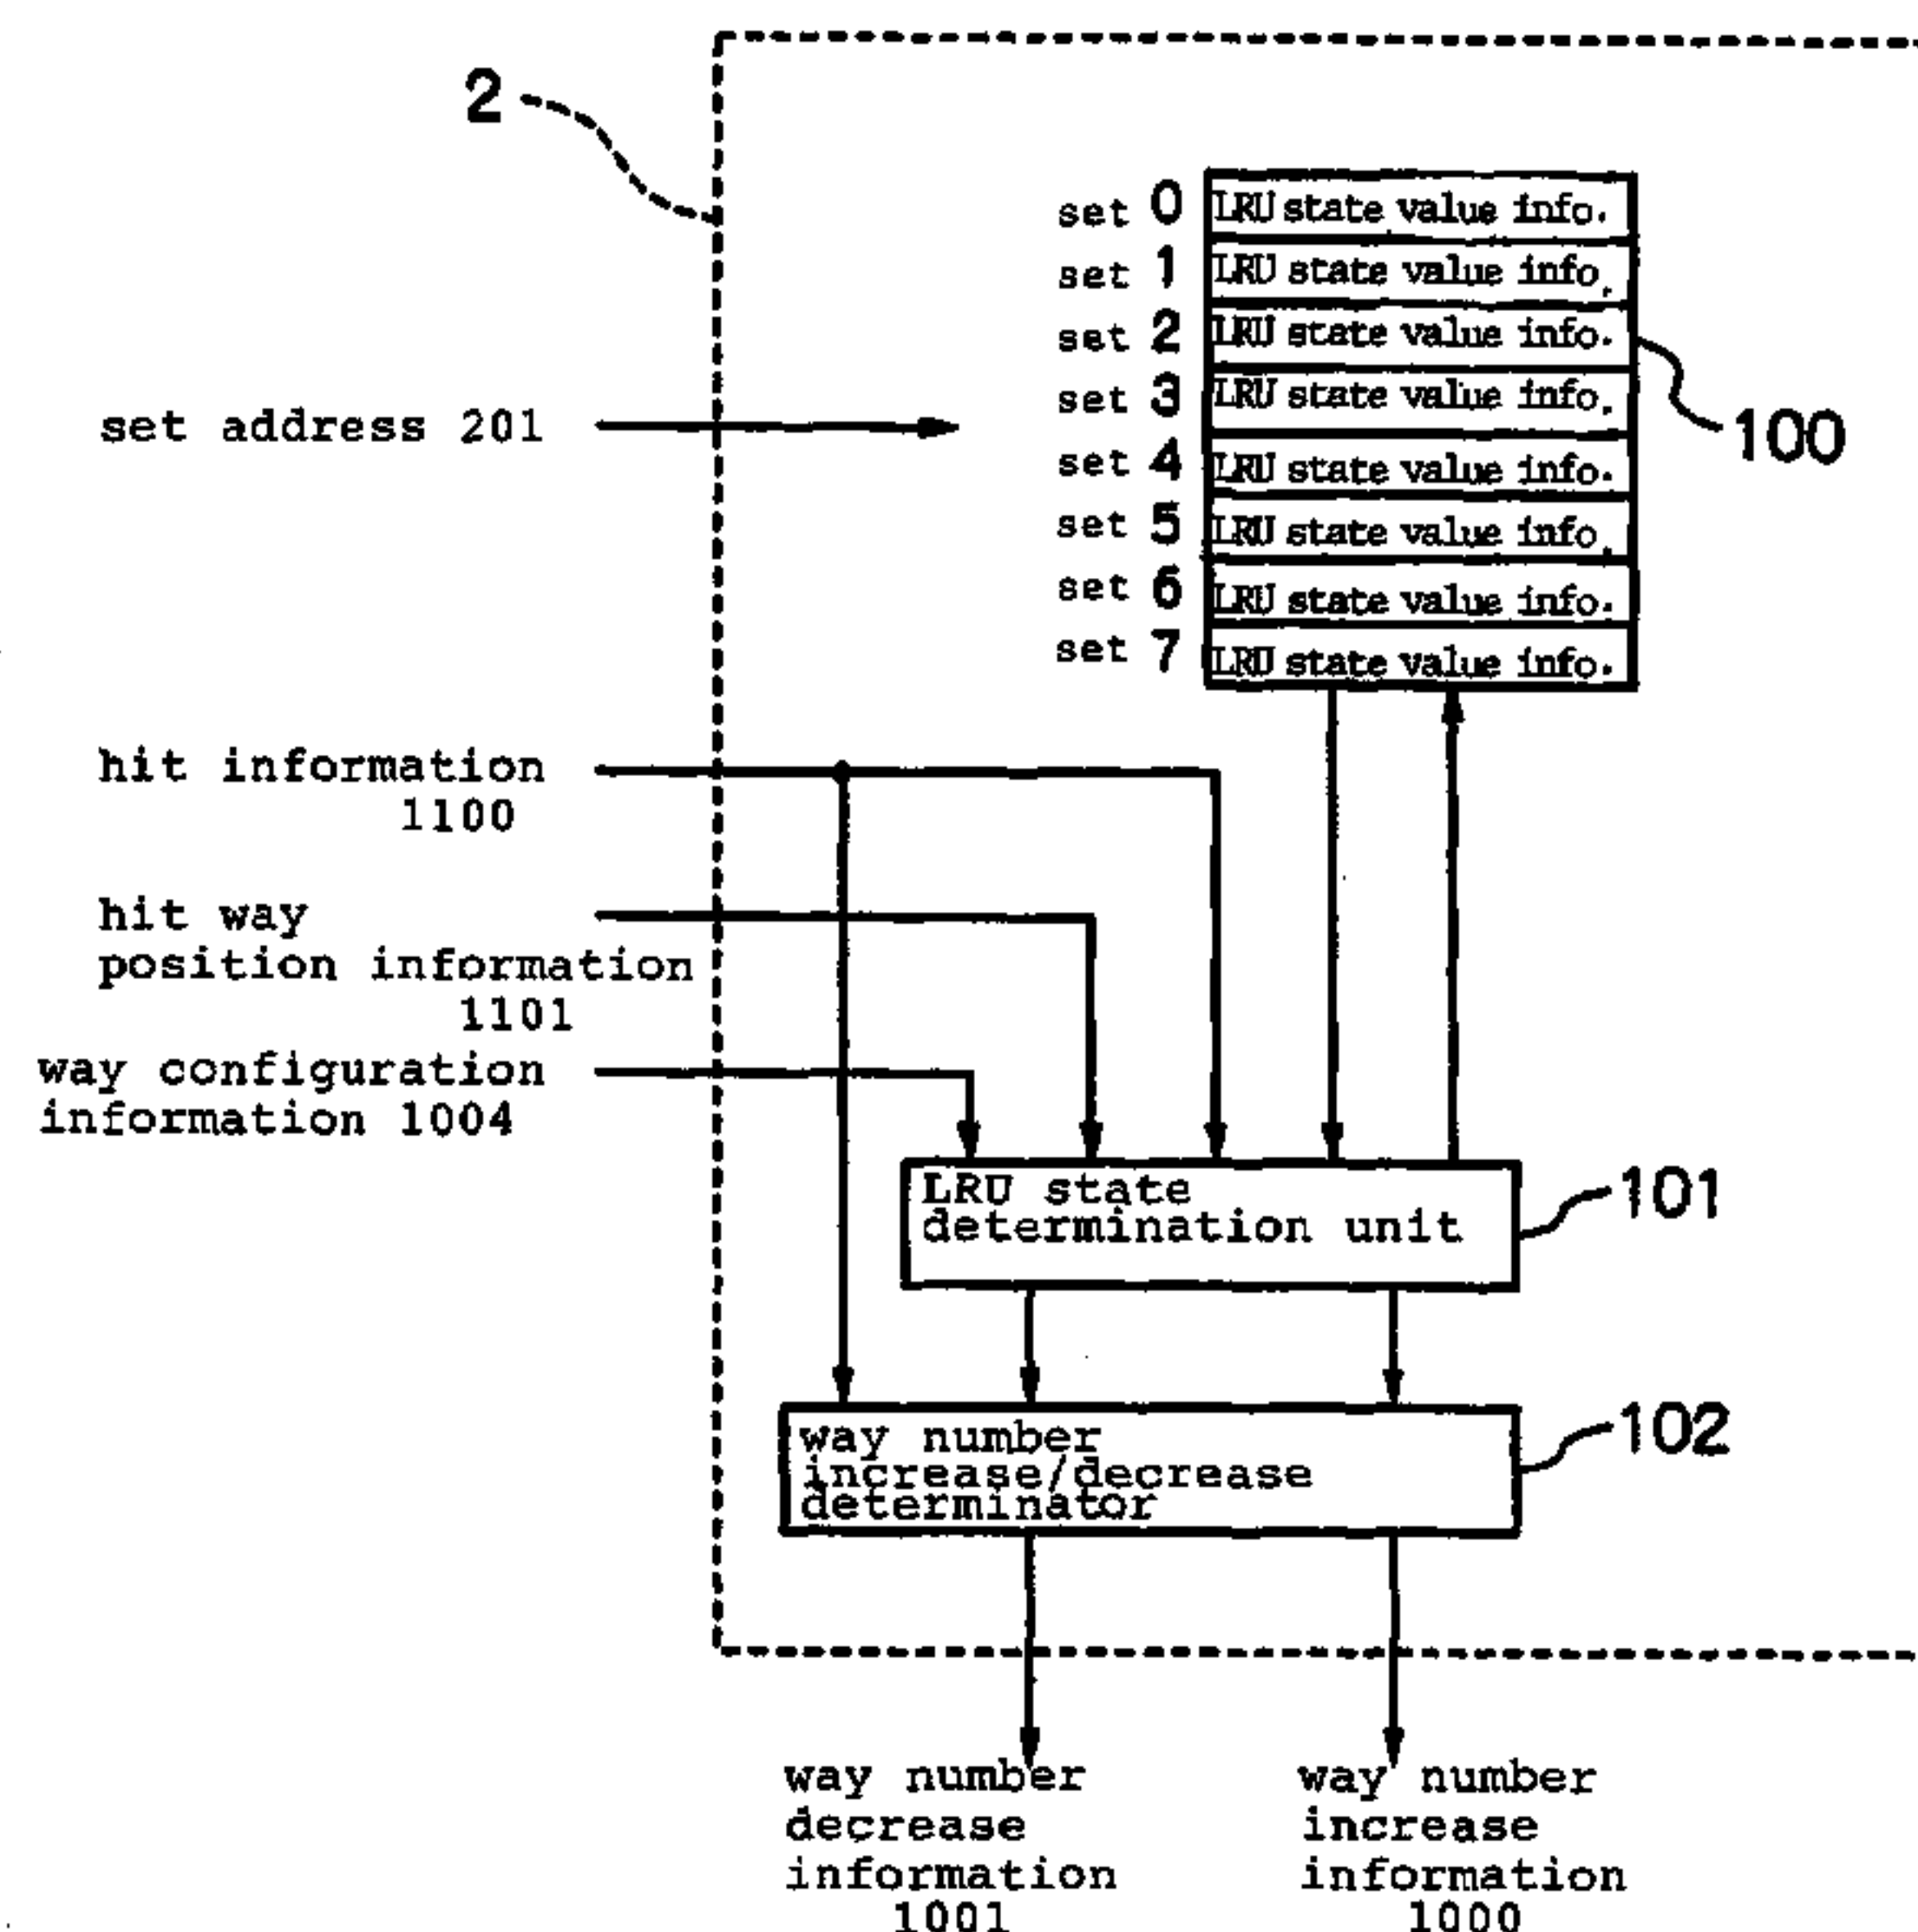 2
set 0 LRU state value info.
set 1 LRU state value info.
set 2 LRU state value info.
set 3 LRU state value info.
set address 201
100
set 4 LRU state value info.
set 5 LRU state value info.
set 6 LRU state value info.
set 7 LRU state value info.
hit information
1100
hit way
position information
1101
way configuration
information 1004
LRU state
determination unit
101
way number
increase/decrease
determinator
102
way number
decrease
information
1001
way number
increase
information
1000